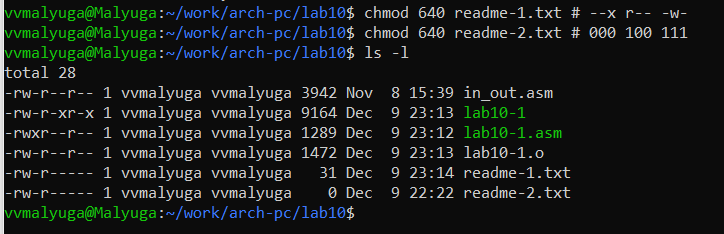 vvmalyuga@Malyuga:~/work/arch-pc/lab10$ chmod 640 readme-1.txt # --x r-- -w-
vvmalyuga@Malyuga:~/work/arch-pc/lab10$ chmod 640 readme-2.txt # 000 100 111
vvmalyuga@Malyuga:~/work/arch-pc/lab10$ ls -l
total 28
-rw-r--r-- 1 vvmalyuga vvmalyuga 3942 Nov  8 15:39 in_out.asm
-rw-r-xr-x 1 vvmalyuga vvmalyuga 9164 Dec  9 23:13 lab10-1
-rwxr--r-- 1 vvmalyuga vvmalyuga 1289 Dec  9 23:12 lab10-1.asm
-rw-r--r-- 1 vvmalyuga vvmalyuga 1472 Dec  9 23:13 lab10-1.o
-rw-r----- 1 vvmalyuga vvmalyuga   31 Dec  9 23:14 readme-1.txt
-rw-r----- 1 vvmalyuga vvmalyuga    0 Dec  9 22:22 readme-2.txt
vvmalyuga@Malyuga:~/work/arch-pc/lab10$